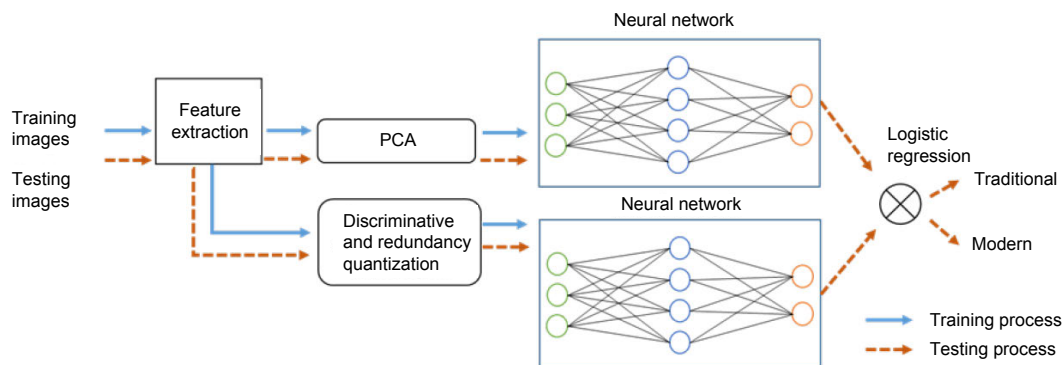 Neural network
Training
images
Testing
images
Feature
extraction
PCA
Discriminative
and redundancy
quantization
Neural network
Logistic
regression
Traditional
Modern
Training process
Testing process